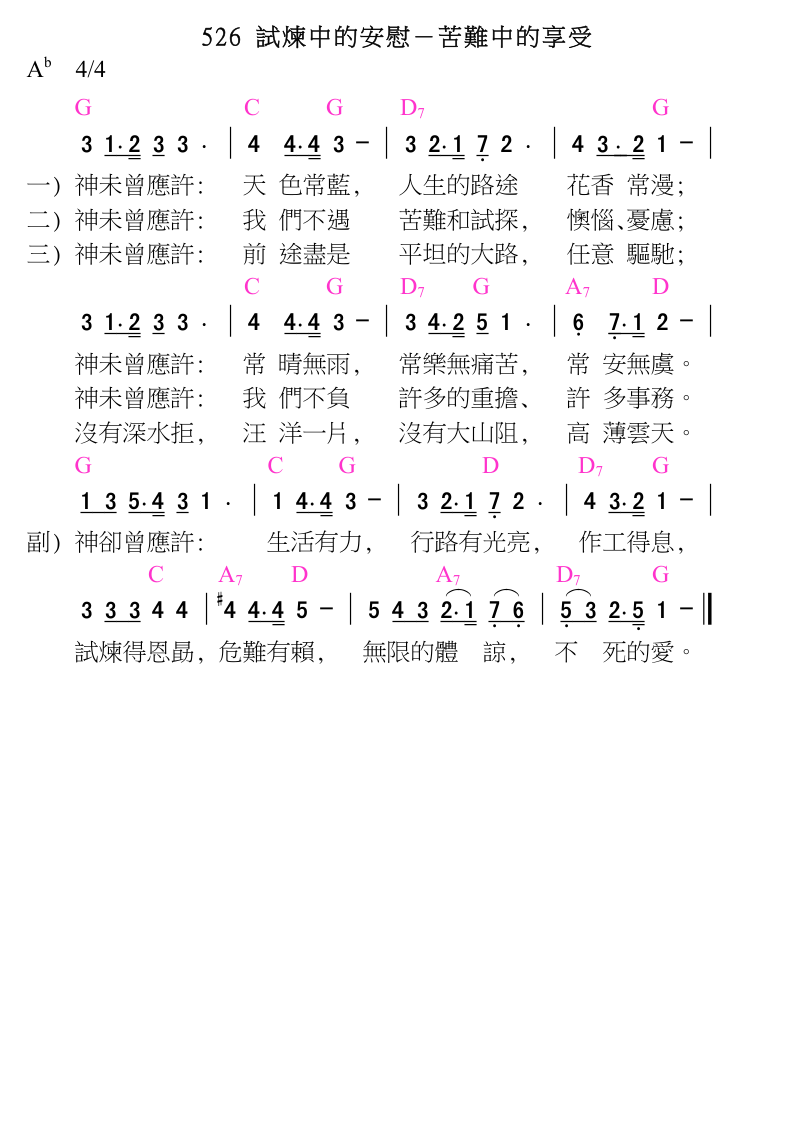 526 試煉中的安慰－苦難中的享受
A♭ 4/4
G C G D7 G
3 1·2 3 3 · | 4 4·4 3 － | 3 2·1 7 2 · | 4 3·2 1 － |
一) 神未曾應許： 天 色常藍， 人生的路途 花香 常漫；
二) 神未曾應許： 我 們不遇 苦難和試探， 懊惱、憂慮；
三) 神未曾應許： 前 途盡是 平坦的大路， 任意 驅馳；
C G D7 G A7 D
3 1·2 3 3 · | 4 4·4 3 － | 3 4·2 5 1 · | 6 7·1 2 － |
神未曾應許： 常 晴無雨， 常樂無痛苦， 常 安無虞。
神未曾應許： 我 們不負 許多的重擔、 許 多事務。
沒有深水拒， 汪 洋一片， 沒有大山阻， 高 薄雲天。
G C G D D7 G
1 3 5·4 3 1 · | 1 4·4 3 － | 3 2·1 7 2 · | 4 3·2 1 － |
副) 神卻曾應許： 生活有力， 行路有光亮， 作工得息，
C A7 D A7 D7 G
3 3 3 4 4 | #4 4·4 5 － | 5 4 3 2·1 7 6 | 5 3 2·5 1 － ‖
試煉得恩勗，危難有賴， 無限的體 諒， 不 死的愛。